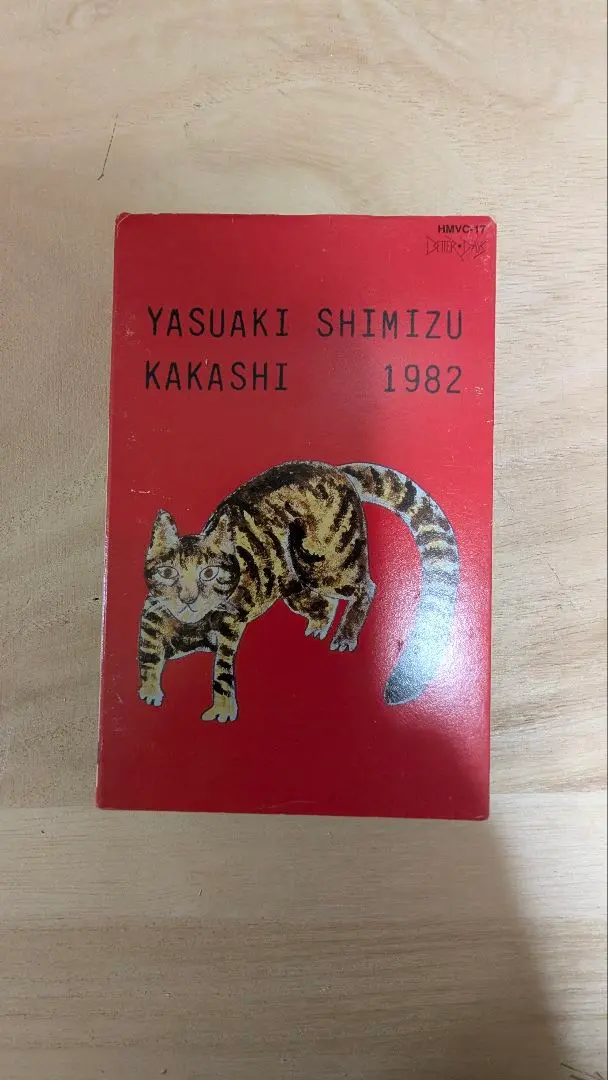 HMVC-17
BETTER•DAYS
YASUAKI SHIMIZU
KAKASHI 1982